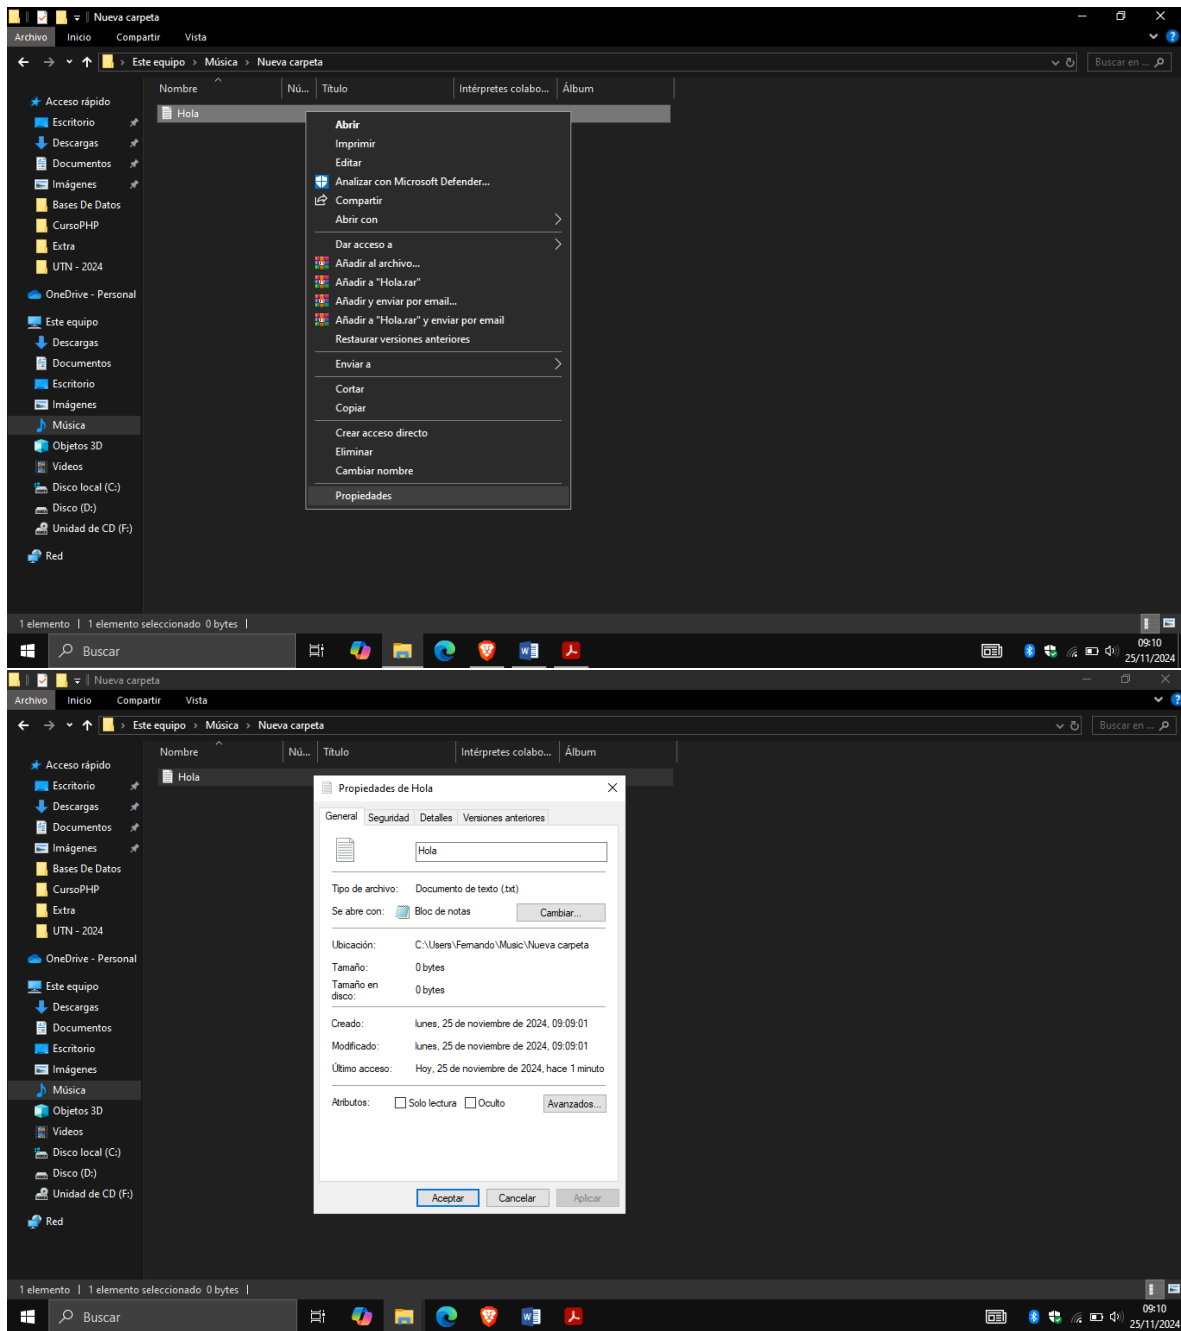 Nueva carpeta
Archivo Inicio Compartir Vista
Este equipo › Música › Nueva carpeta Buscar en ...
Nombre Nú... Título Intérpretes colabo... Álbum
Acceso rápido
Hola
Escritorio
Descargas
Documentos
Imágenes
Bases De Datos
CursoPHP
Extra
UTN - 2024
OneDrive - Personal
Este equipo
Descargas
Documentos
Escritorio
Imágenes
Música
Objetos 3D
Videos
Disco local (C:)
Disco (D:)
Unidad de CD (F:)
Red
Abrir
Imprimir
Editar
Analizar con Microsoft Defender...
Compartir
Abrir con
Dar acceso a
Añadir al archivo...
Añadir a "Hola.rar"
Añadir y enviar por email...
Añadir a "Hola.rar" y enviar por email
Restaurar versiones anteriores
Enviar a
Cortar
Copiar
Crear acceso directo
Eliminar
Cambiar nombre
Propiedades
1 elemento 1 elemento seleccionado 0 bytes
Buscar
09:10
25/11/2024
Nueva carpeta
Archivo Inicio Compartir Vista
Este equipo › Música › Nueva carpeta Buscar en ...
Nombre Nú... Título Intérpretes colabo... Álbum
Acceso rápido
Hola
Escritorio
Descargas
Documentos
Imágenes
Bases De Datos
CursoPHP
Extra
UTN - 2024
OneDrive - Personal
Este equipo
Descargas
Documentos
Escritorio
Imágenes
Música
Objetos 3D
Videos
Disco local (C:)
Disco (D:)
Unidad de CD (F:)
Red
Propiedades de Hola
General Seguridad Detalles Versiones anteriores
Hola
Tipo de archivo: Documento de texto (.txt)
Se abre con: Bloc de notas Cambiar...
Ubicación: C:\Users\Fernando\Music\Nueva carpeta
Tamaño: 0 bytes
Tamaño en disco: 0 bytes
Creado: lunes, 25 de noviembre de 2024, 09:09:01
Modificado: lunes, 25 de noviembre de 2024, 09:09:01
Último acceso: Hoy, 25 de noviembre de 2024, hace 1 minuto
Atributos: Solo lectura Oculto Avanzados...
Aceptar Cancelar Aplicar
1 elemento 1 elemento seleccionado 0 bytes
Buscar
09:10
25/11/2024